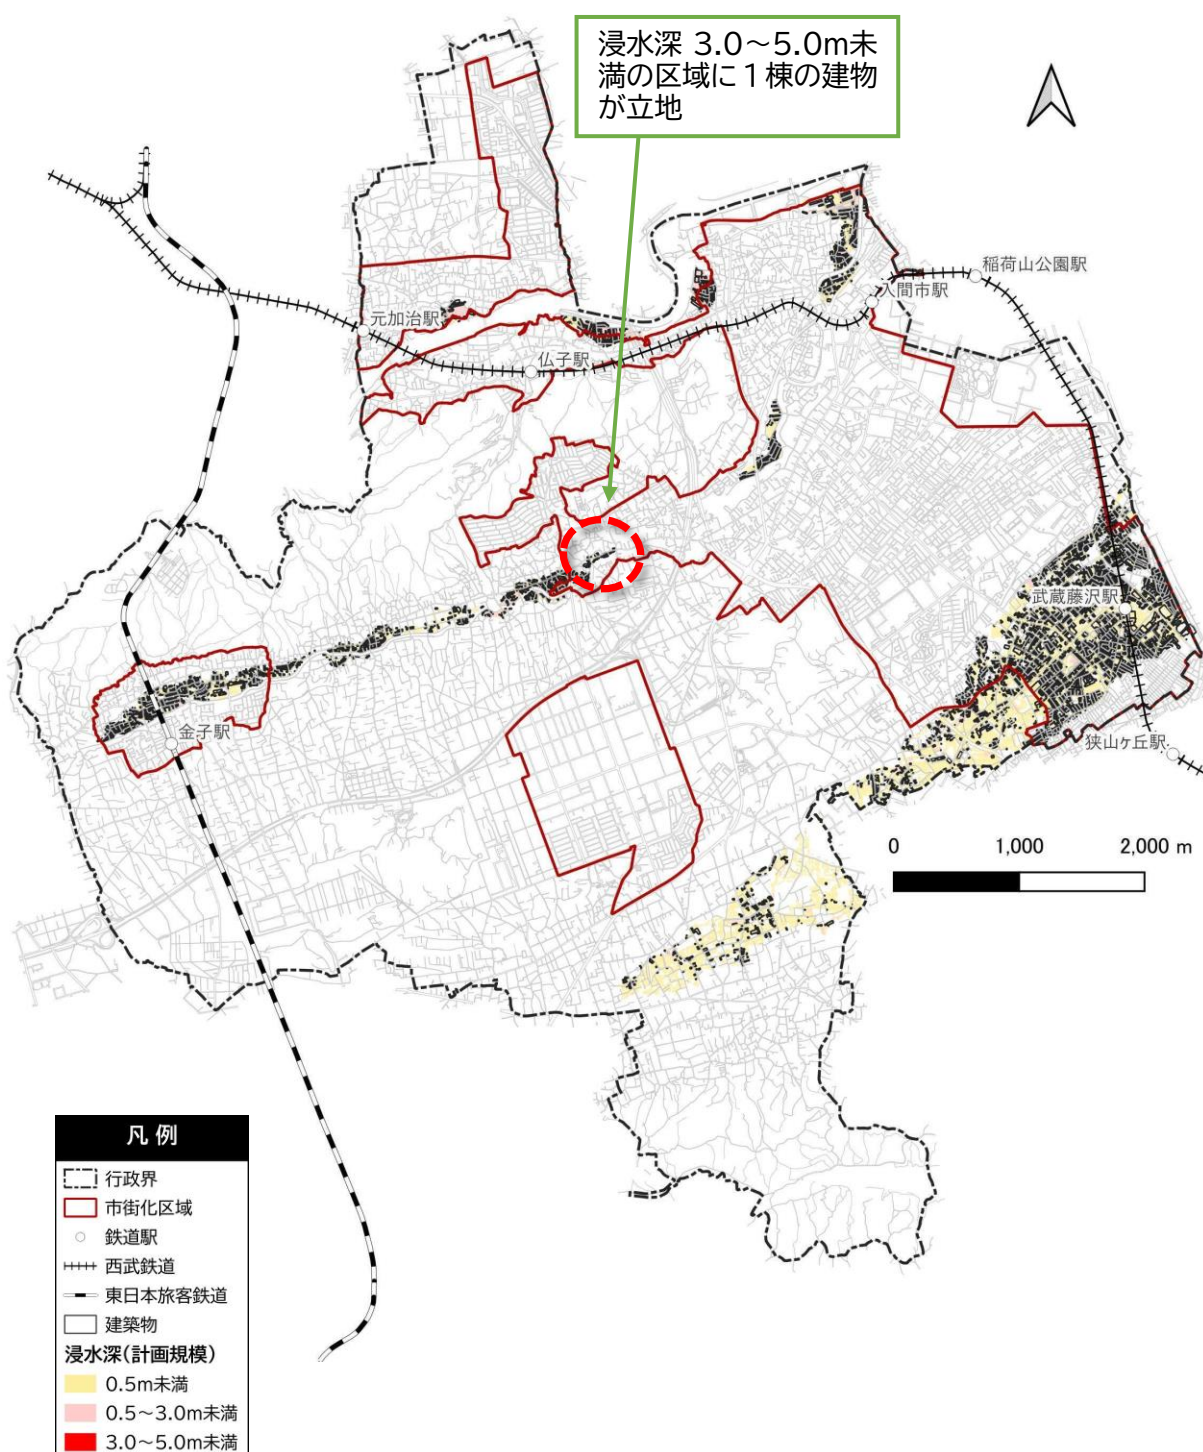 浸水深 3.0～5.0m未
満の区域に１棟の建物
が立地
稲荷山公園駅
入間市駅
元加治駅
仏子駅
武蔵藤沢駅
金子駅
狭山ヶ丘駅
0 1,000 2,000 m
凡 例
行政界
市街化区域
鉄道駅
西武鉄道
東日本旅客鉄道
建築物
浸水深(計画規模)
0.5m未満
0.5～3.0m未満
3.0～5.0m未満